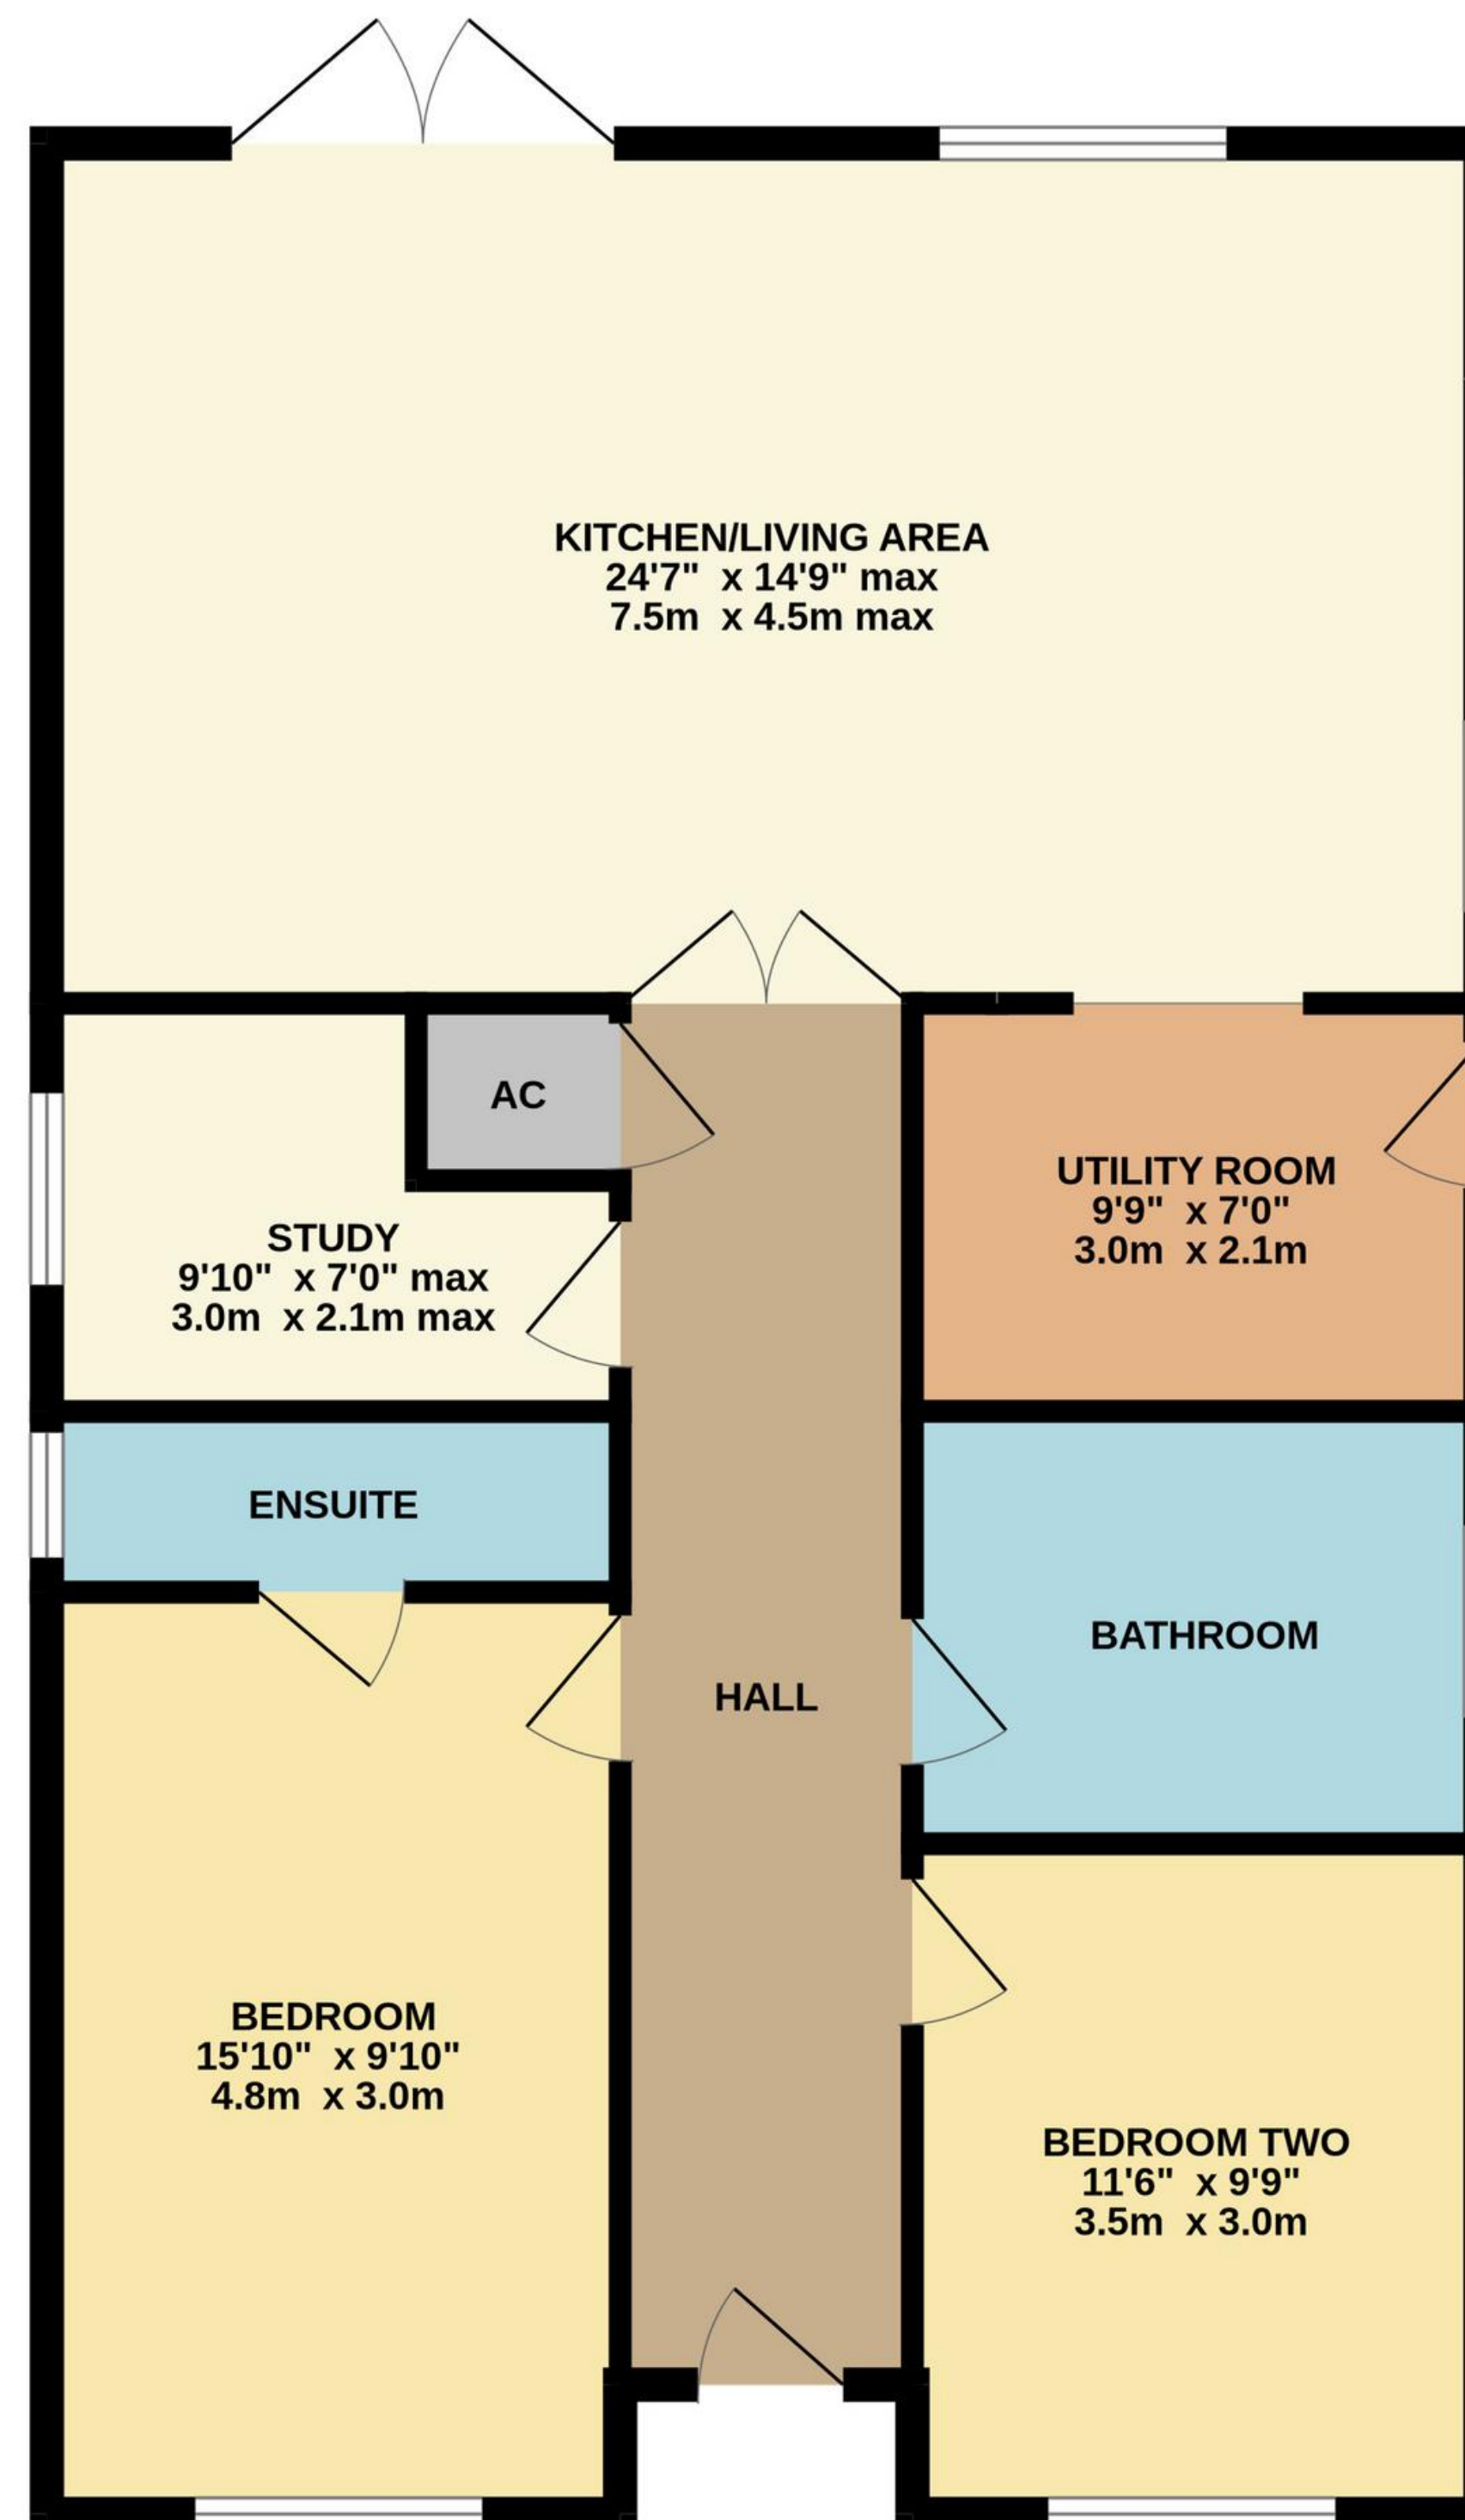 KITCHEN/LIVING AREA
24'7" x 14'9" max
7.5m x 4.5m max
AC
STUDY
9'10" x 7'0" max
3.0m x 2.1m max
UTILITY ROOM
9'9" x 7'0"
3.0m x 2.1m
ENSUITE
BATHROOM
HALL
BEDROOM
15'10" x 9'10"
4.8m x 3.0m
BEDROOM TWO
11'6" x 9'9"
3.5m x 3.0m